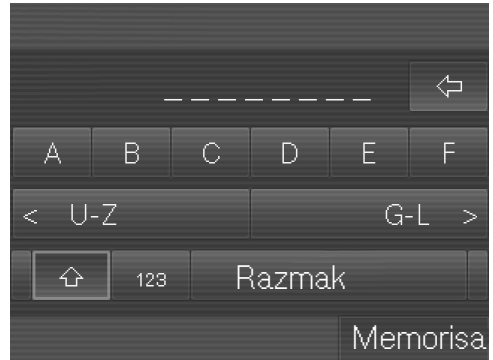 _ _ _ _ _ _ _ _ _
A B C D E F
< U-Z G-L >
123 Razmak
Memorisa